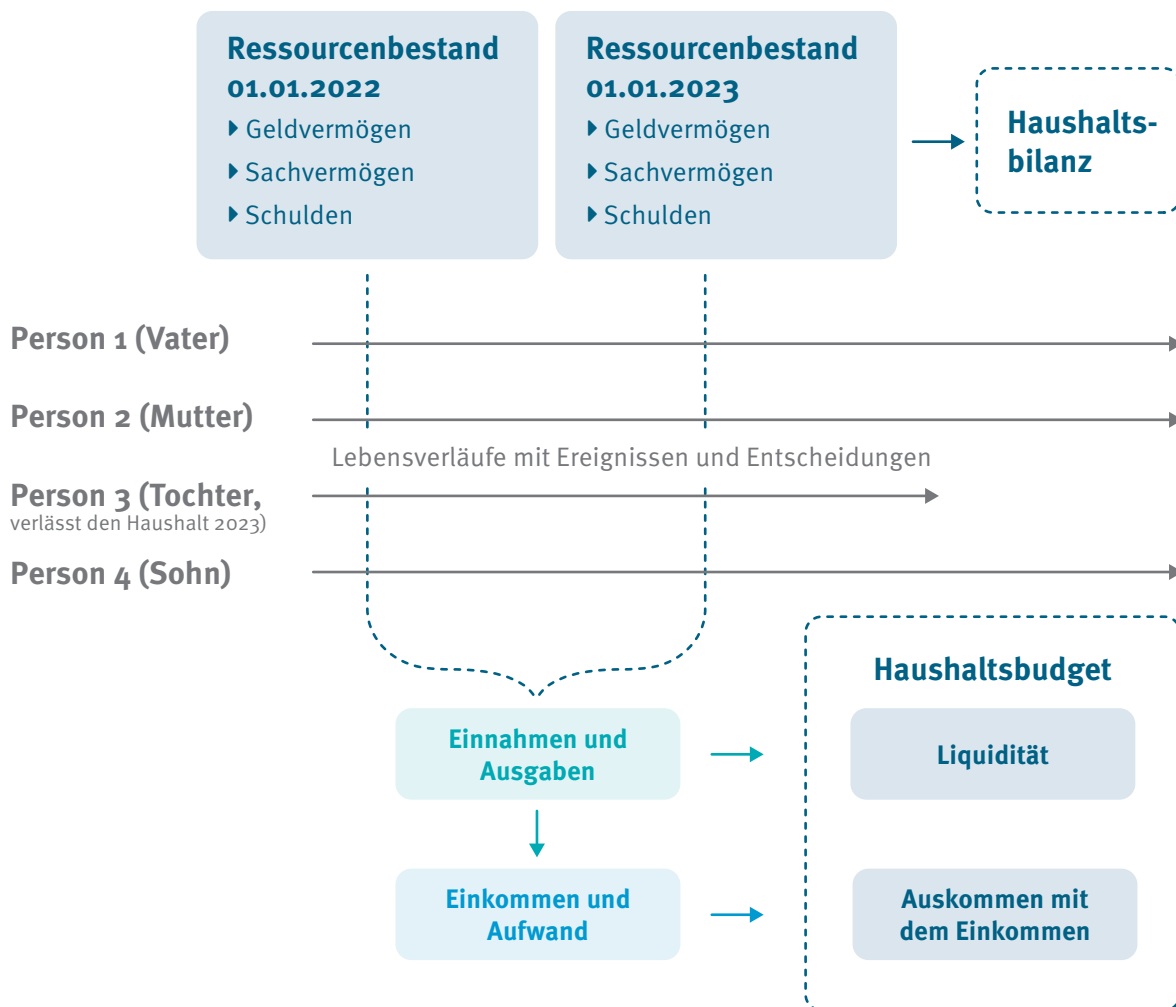 Ressourcenbestand
01.01.2022
Geldvermögen
Sachvermögen
Schulden
Ressourcenbestand
01.01.2023
Geldvermögen
Sachvermögen
Schulden
Haushalts-
bilanz
Person 1 (Vater)
Person 2 (Mutter)
Lebensverläufe mit Ereignissen und Entscheidungen
Person 3 (Tochter,
verlässt den Haushalt 2023)
Person 4 (Sohn)
Haushaltsbudget
Einnahmen und
Ausgaben
Liquidität
Einkommen und
Aufwand
Auskommen mit
dem Einkommen